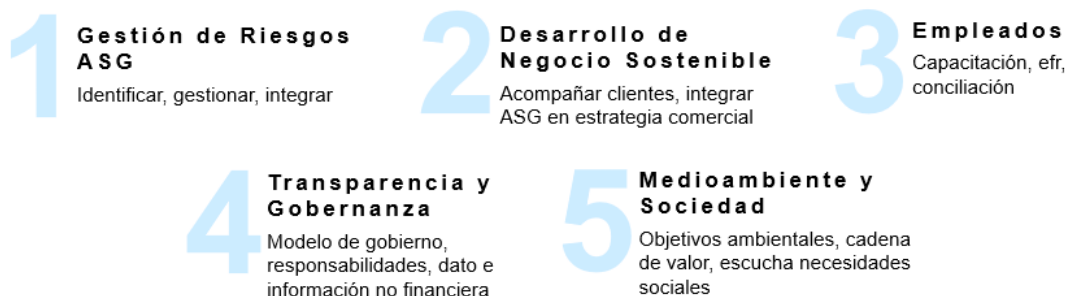 1
Gestión de Riesgos
ASG
Identificar, gestionar, integrar
2
Desarrollo de
Negocio Sostenible
Acompañar clientes, integrar
ASG en estrategia comercial
3
Empleados
Capacitación, efr,
conciliación
4
Transparencia y
Gobernanza
Modelo de gobierno,
responsabilidades, dato e
información no financiera
5
Medioambiente y
Sociedad
Objetivos ambientales, cadena
de valor, escucha necesidades
sociales